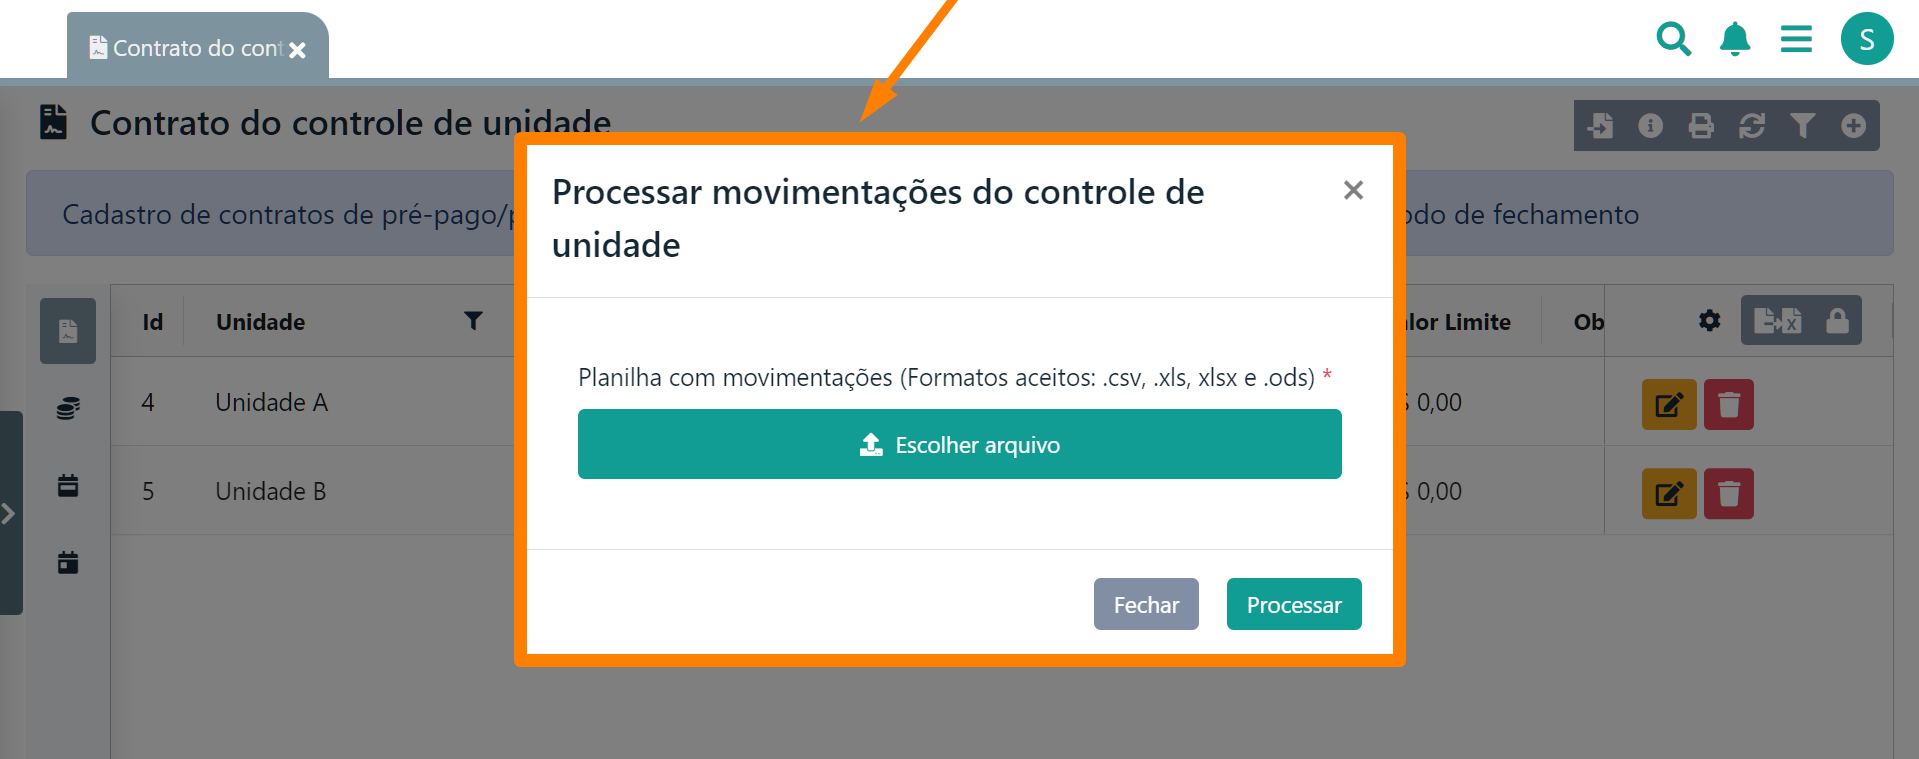 Contrato do cont
S
Contrato do controle de unidade
Cadastro de contratos de pré-pago/
odo de fechamento
Processar movimentações do controle de
unidade
Id Unidade
lor Limite Ob
Planilha com movimentações (Formatos aceitos: .csv, .xls, xlsx e .ods) *
4 Unidade A
0,00
Escolher arquivo
5 Unidade B
0,00
Fechar Processar